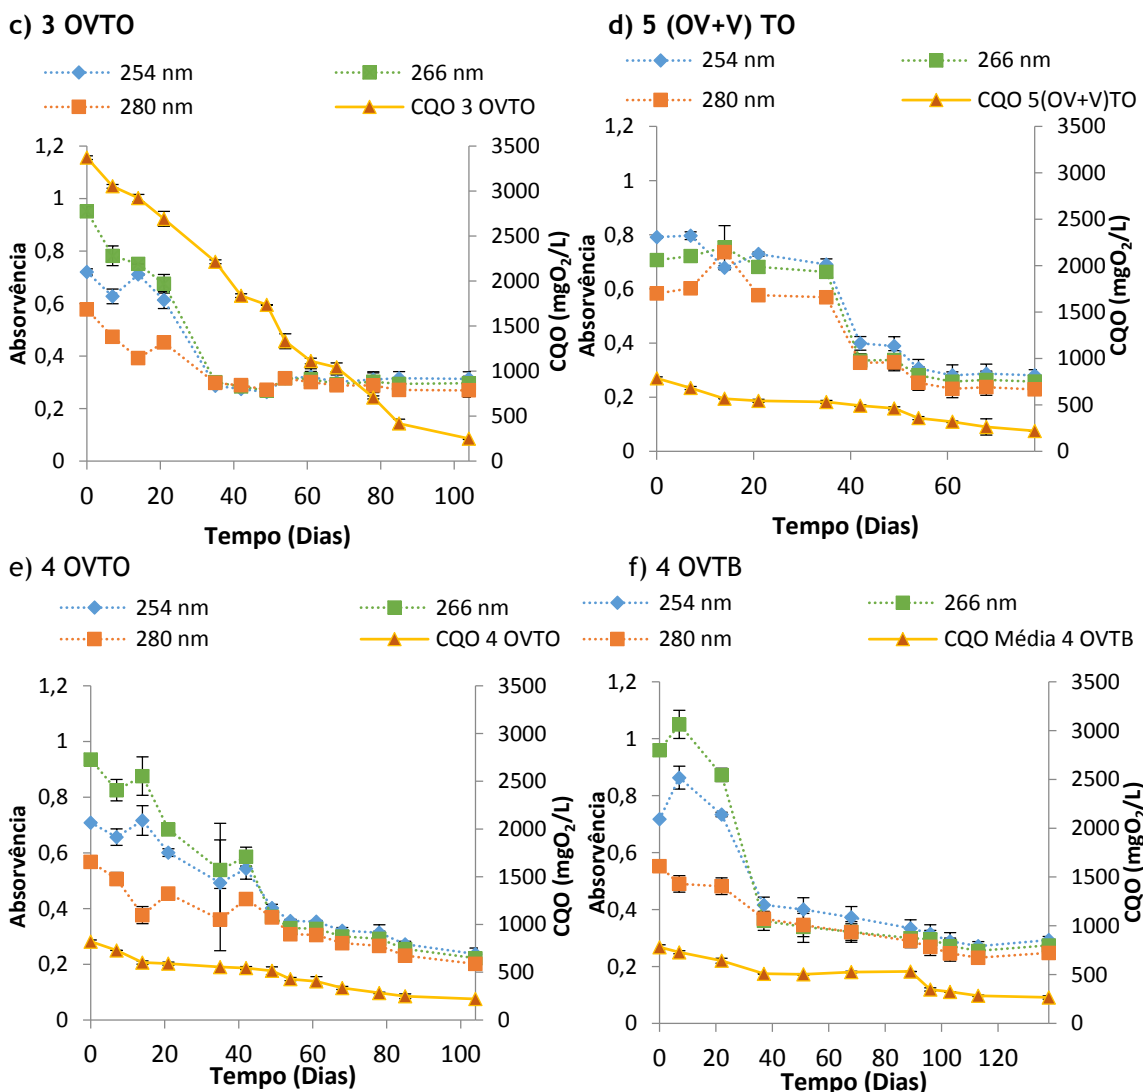 c) 3 OVTO
254 nm
266 nm
280 nm
CQO 3 OVTO
1,2
1
0,8
0,6
0,4
0,2
0
Absorvência
3500
3000
2500
2000
1500
1000
500
0
CQO (mgO₂/L)
0 20 40 60 80 100
Tempo (Dias)
d) 5 (OV+V) TO
254 nm
266 nm
280 nm
CQO 5(OV+V)TO
1,2
1
0,8
0,6
0,4
0,2
0
Absorvência
3500
3000
2500
2000
1500
1000
500
0
CQO (mgO₂/L)
0 20 40 60
Tempo (Dias)
e) 4 OVTO
254 nm
266 nm
280 nm
CQO 4 OVTO
1,2
1
0,8
0,6
0,4
0,2
0
Absorvência
3500
3000
2500
2000
1500
1000
500
0
CQO (mgO₂/L)
0 20 40 60 80 100
Tempo (Dias)
f) 4 OVTB
254 nm
266 nm
280 nm
CQO Média 4 OVTB
1,2
1
0,8
0,6
0,4
0,2
0
Absorvência
3500
3000
2500
2000
1500
1000
500
0
CQO (mgO₂/L)
0 20 40 60 80 100 120
Tempo (Dias)